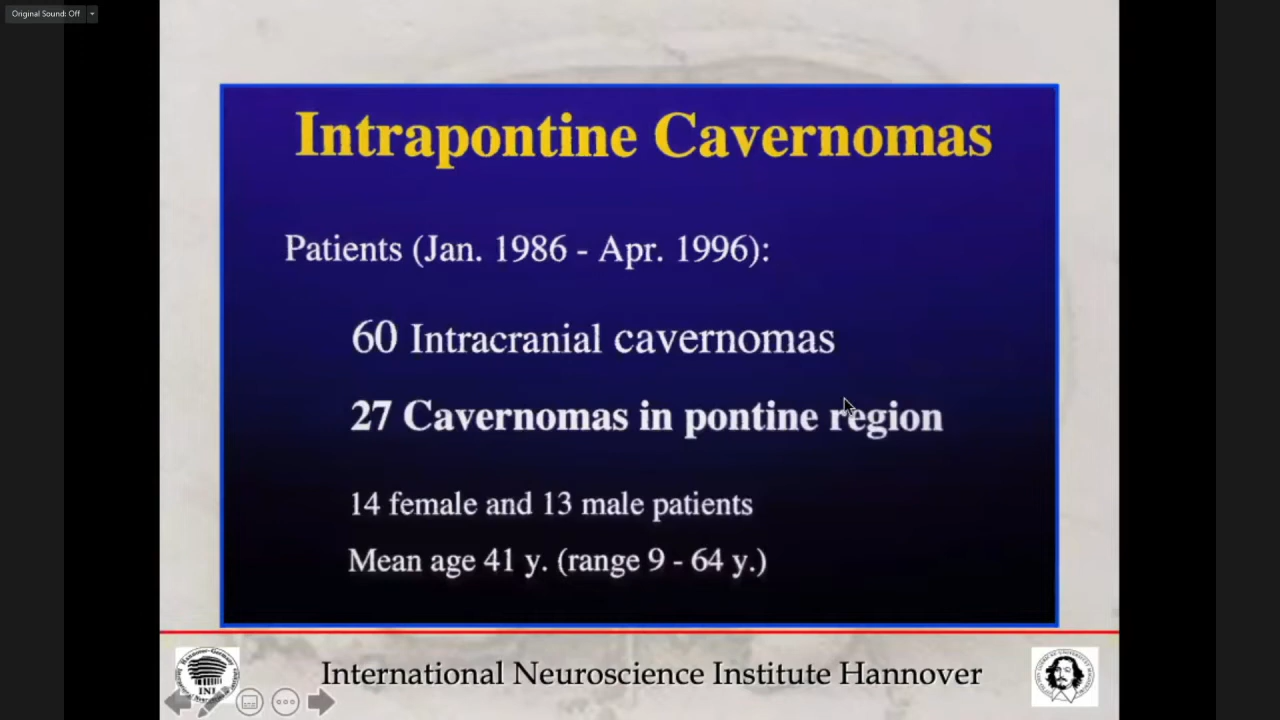 Original Sound: Off
Intrapontine Cavernomas
Patients (Jan. 1986 - Apr. 1996):
60 Intracranial cavernomas
27 Cavernomas in pontine region
14 female and 13 male patients
Mean age 41 y. (range 9 - 64 y.)
International Neuroscience Institute Hannover
INI